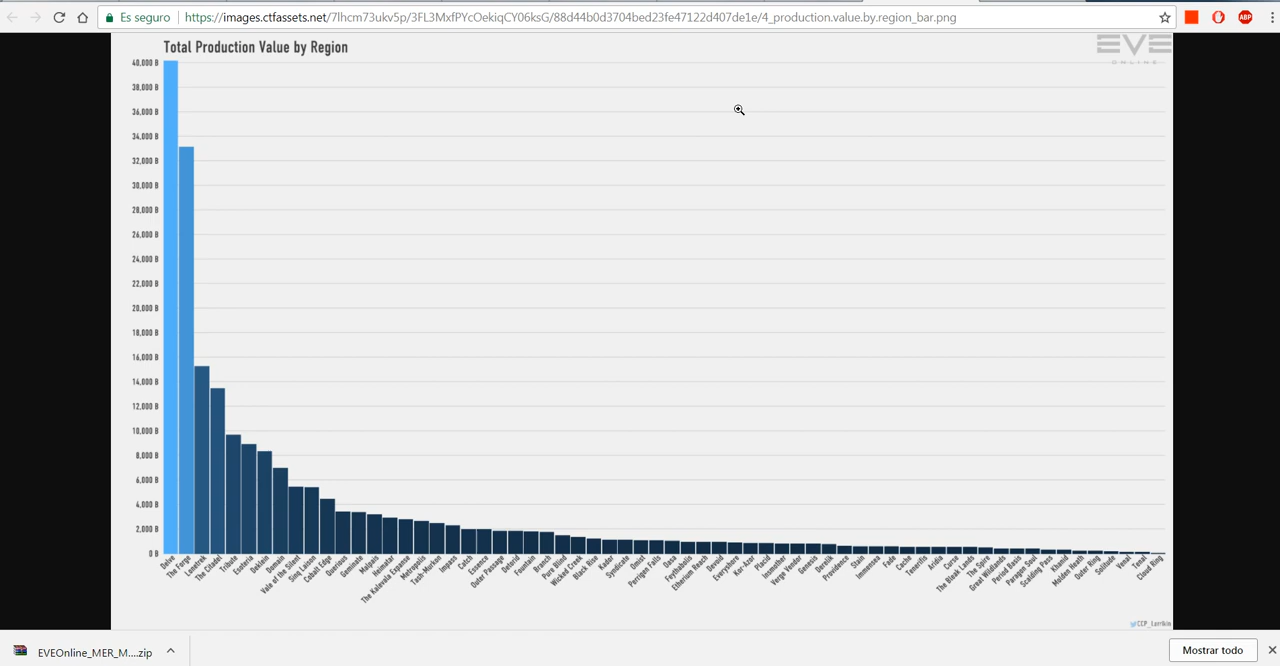 Es seguro
https://images.ctfassets.net/7lhcm73ukv5p/3FL3MxfPYcOekiqCY06ksG/88d44b0d3704bed23fe47122d407de1e/4_production.value.by.region_bar.png
ABP
Total Production Value by Region
EVE
ONLINE
40,000 B
38,000 B
36,000 B
34,000 B
32,000 B
30,000 B
28,000 B
26,000 B
24,000 B
22,000 B
20,000 B
18,000 B
16,000 B
14,000 B
12,000 B
10,000 B
8,000 B
6,000 B
4,000 B
2,000 B
0 B
Delve
The Forge
Lonetrek
The Citadel
Tribute
Esoteria
Deklein
Domain
Vale of the Silent
Sinq Laison
Cobalt Edge
Querious
Geminate
Malpais
Heimatar
The Kalevala Expanse
Metropolis
Tash-Murkon
Impass
Catch
Essence
Outer Passage
Detorid
Fountain
Branch
Pure Blind
Wicked Creek
Black Rise
Kador
Syndicate
Omist
Perrigen Falls
Oasa
Feythabolis
Etherium Reach
Devoid
Everyshore
Kor-Azor
Placid
Insmother
Verge Vendor
Genesis
Derelik
Providence
Stain
Immensea
Fade
Cache
Tenerifis
Aridia
Curse
The Bleak Lands
The Spire
Great Wildlands
Period Basis
Paragon Soul
Scalding Pass
Khanid
Molden Heath
Outer Ring
Solitude
Venal
Tenal
Cloud Ring
CCP_Larrikin
EVEOnline_MER_M....zip
Mostrar todo